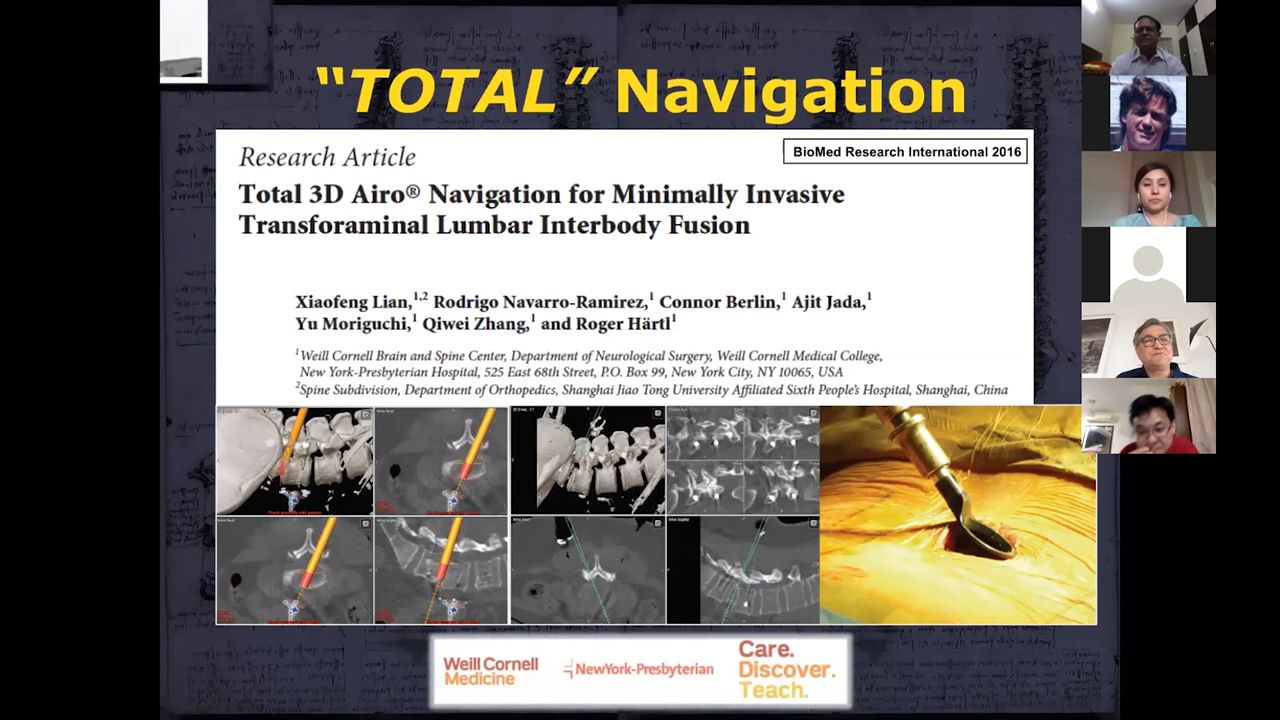 “TOTAL” Navigation
Research Article
BioMed Research International 2016
Total 3D Airo® Navigation for Minimally Invasive
Transforaminal Lumbar Interbody Fusion
Xiaofeng Lian,1,2 Rodrigo Navarro-Ramirez,1 Connor Berlin,1 Ajit Jada,1
Yu Moriguchi,1 Qiwei Zhang,1 and Roger Härtl1
1Weill Cornell Brain and Spine Center, Department of Neurological Surgery, Weill Cornell Medical College,
New York-Presbyterian Hospital, 525 East 68th Street, P.O. Box 99, New York City, NY 10065, USA
2Spine Subdivision, Department of Orthopedics, Shanghai Jiao Tong University Affiliated Sixth People's Hospital, Shanghai, China
Weill Cornell
Medicine
NewYork-Presbyterian
Care.
Discover.
Teach.